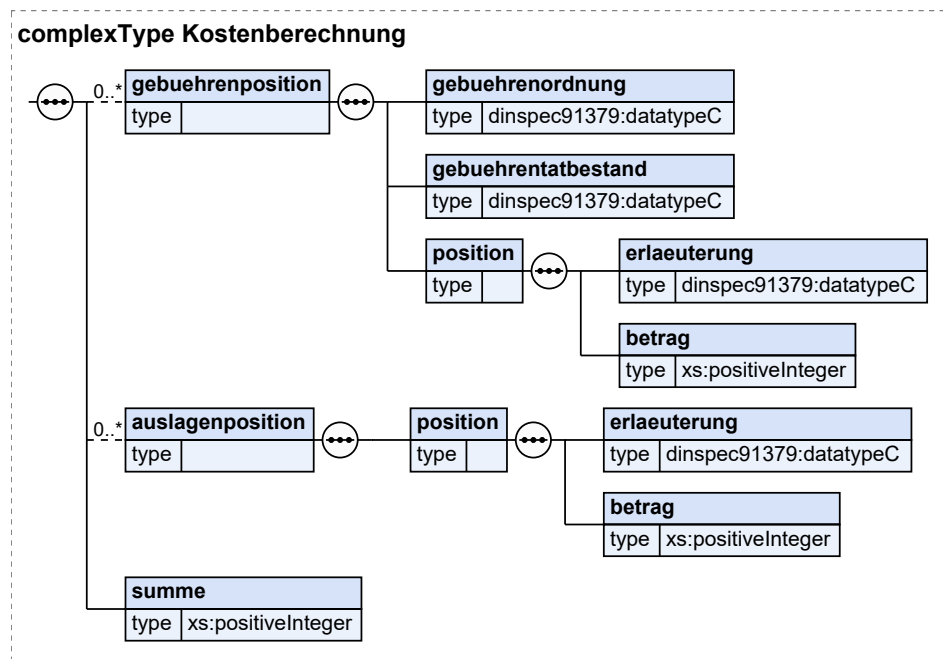 complexType Kostenberechnung
0..*
gebuehrenposition
type
gebuehrenordnung
type dinspec91379:datatypeC
gebuehrentatbestand
type dinspec91379:datatypeC
position
type
erlaeuterung
type dinspec91379:datatypeC
betrag
type xs:positiveInteger
0..*
auslagenposition
type
position
type
erlaeuterung
type dinspec91379:datatypeC
betrag
type xs:positiveInteger
summe
type xs:positiveInteger